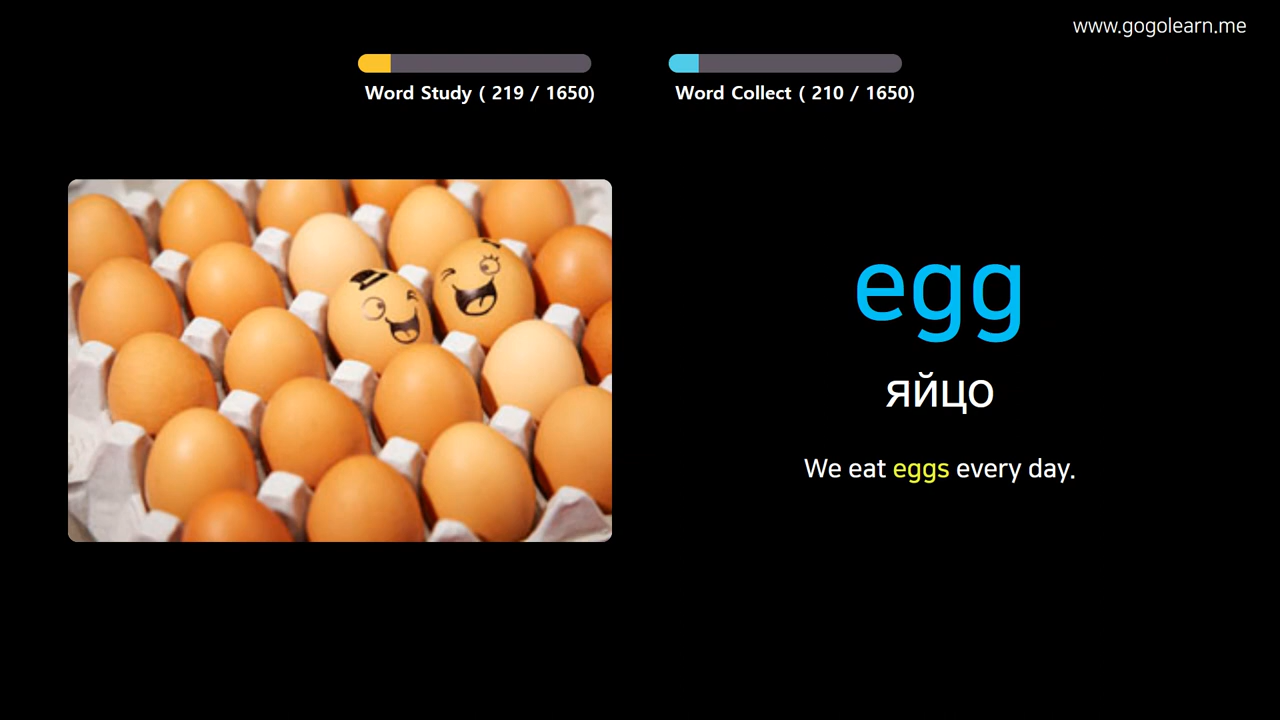 www.gogolearn.me
Word Study ( 219 / 1650)
Word Collect ( 210 / 1650)
egg
яйцо
We eat eggs every day.